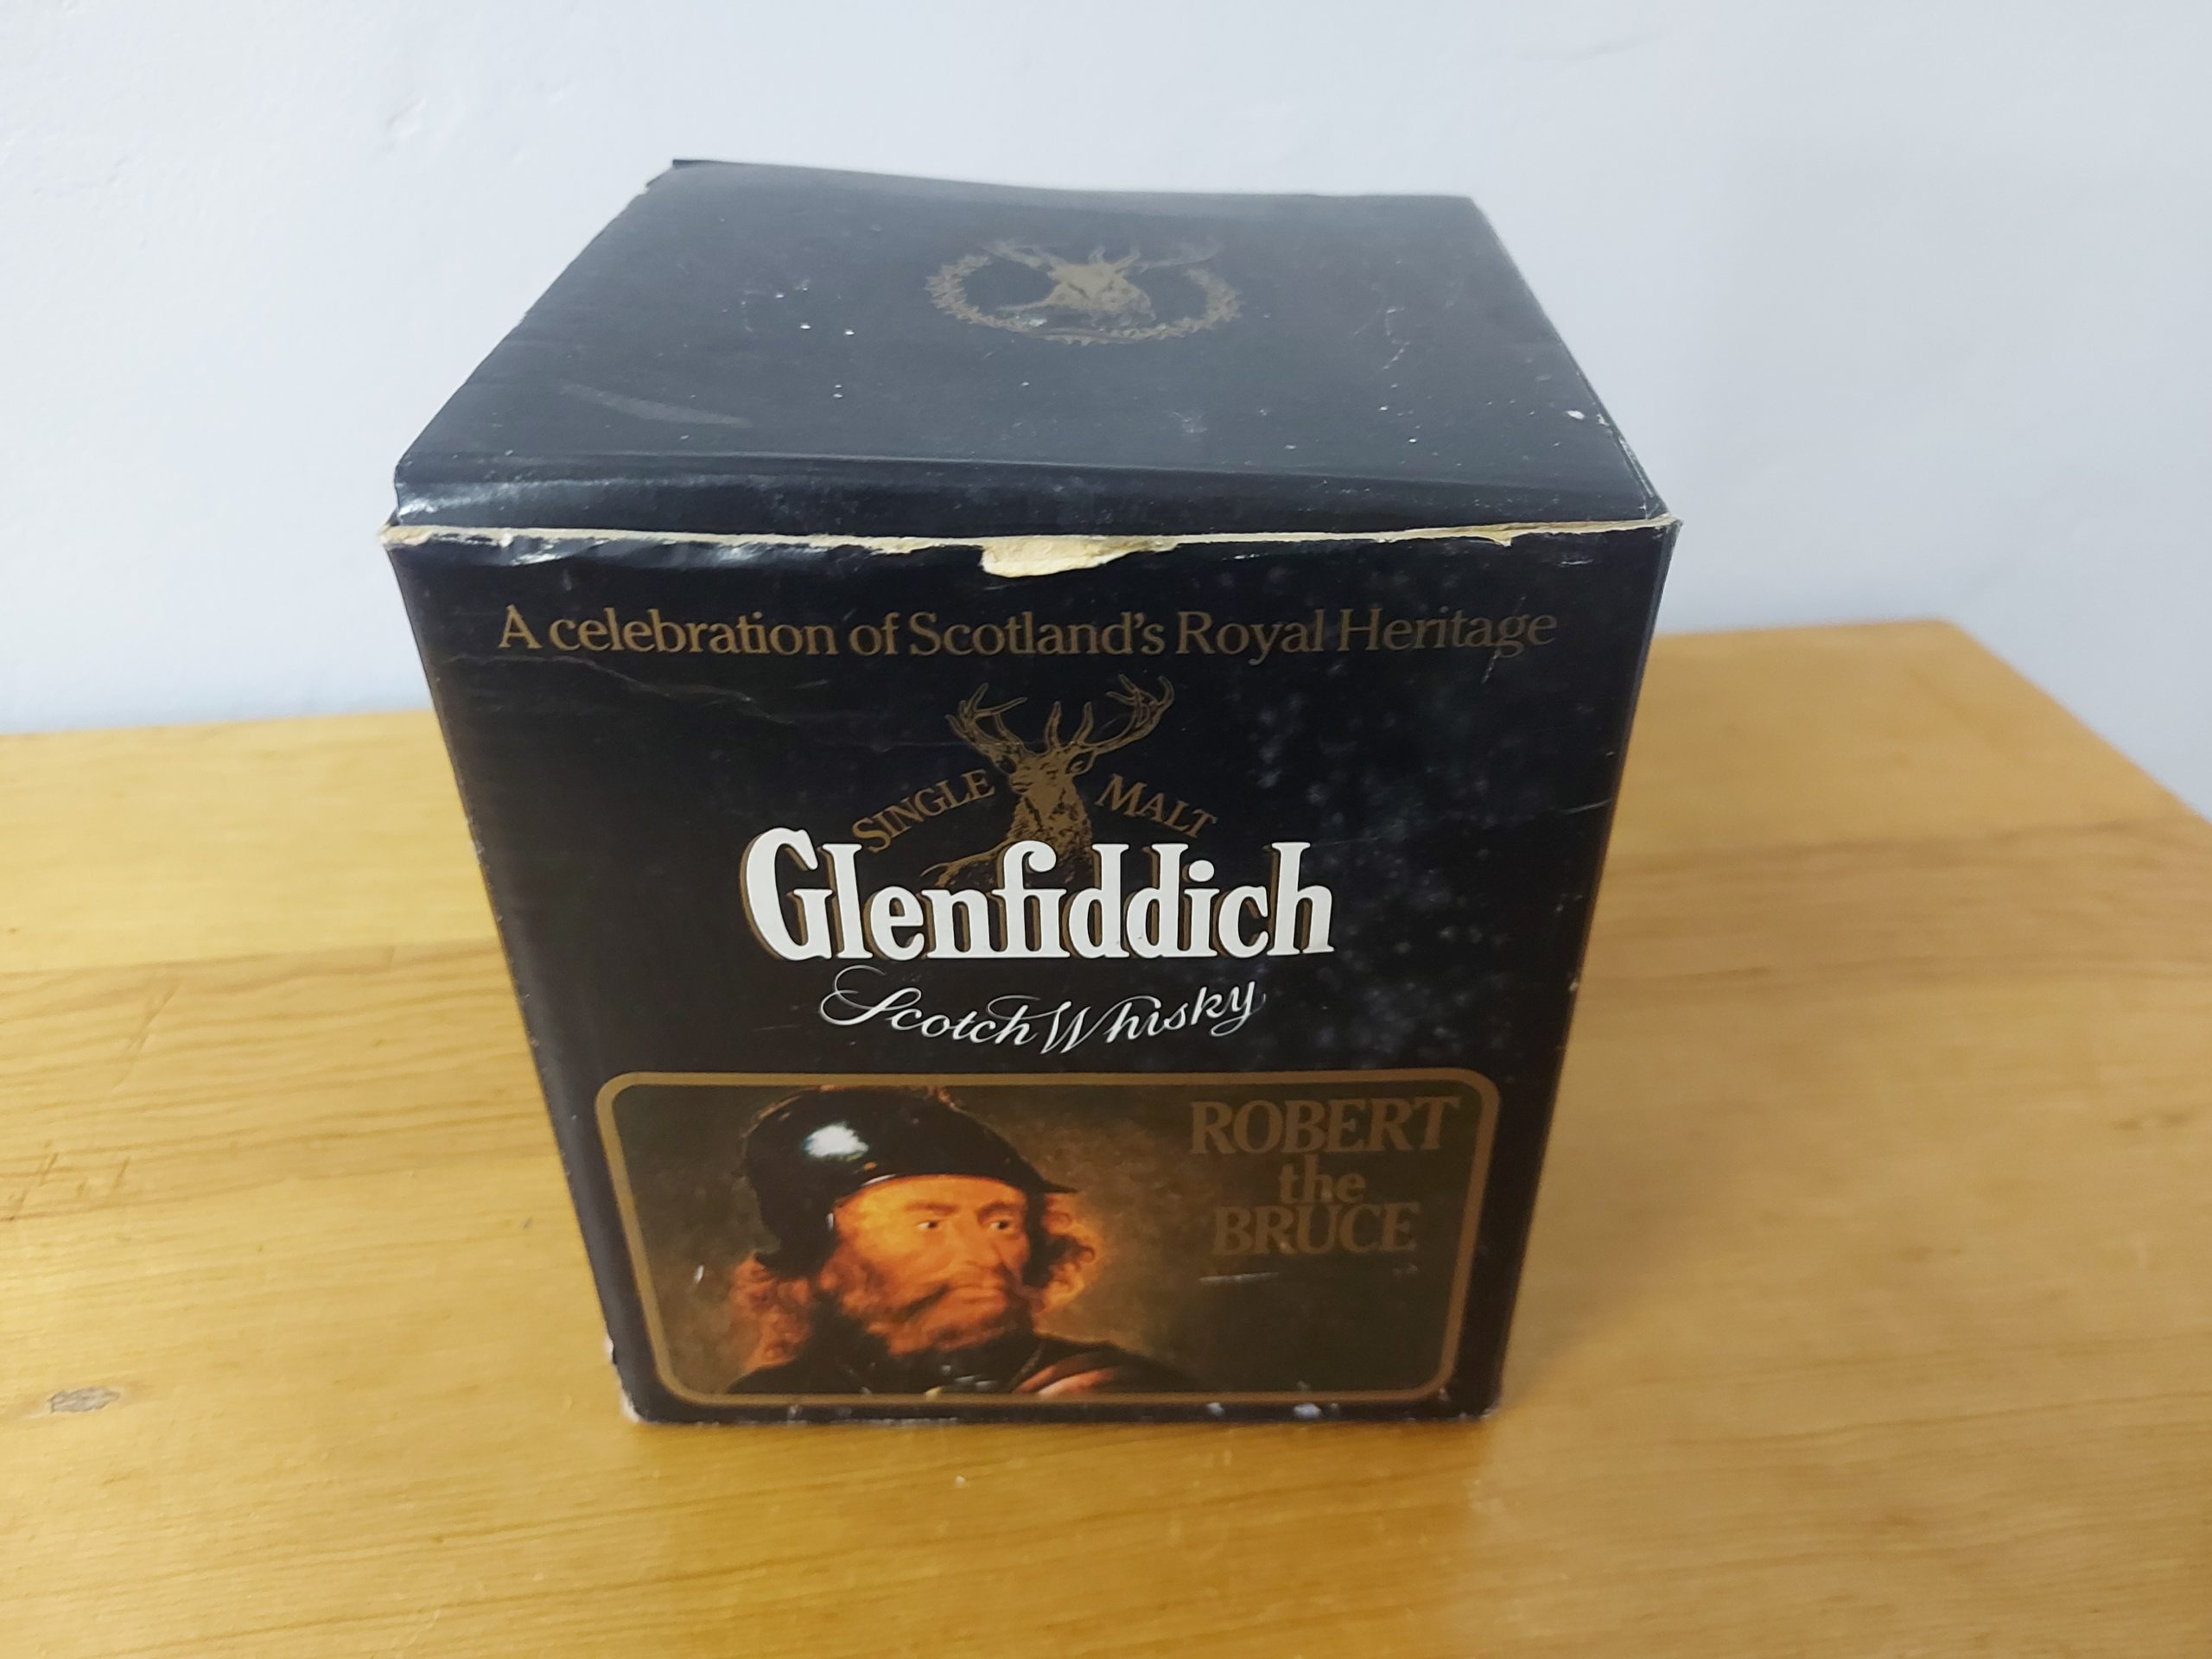 A celebration of Scotland's Royal Heritage
SINGLE MALT
Glenfiddich
Scotch Whisky
ROBERT
the
BRUCE